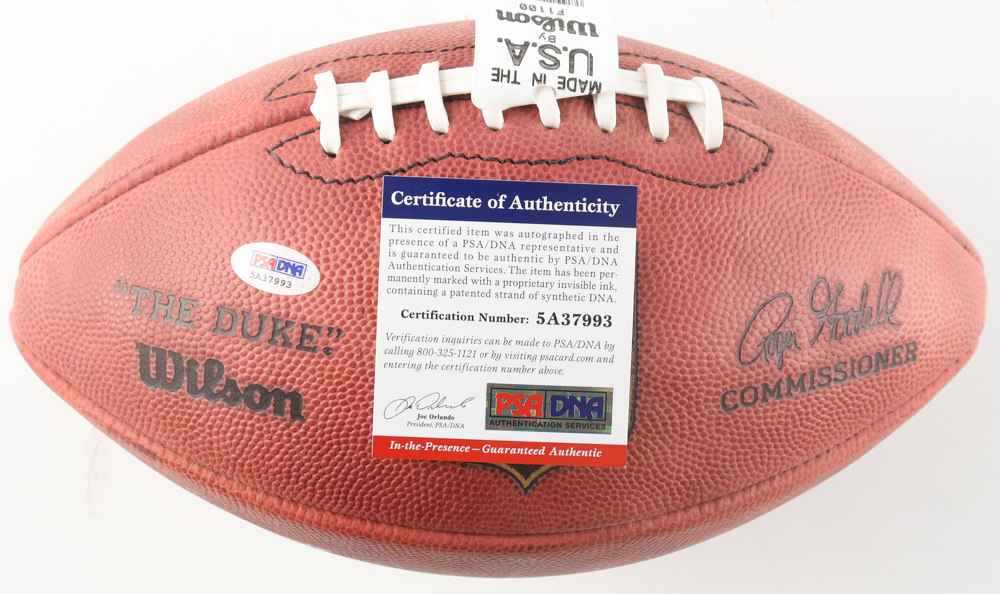 F1100
Wilson
By
U.S.A.
MADE IN THE
Certificate of Authenticity
This certified item was autographed in the
presence of a PSA/DNA representative and
is guaranteed to be authentic by PSA/DNA
Authentication Services. The item has been per-
manently marked with a proprietary invisible ink,
containing a patented strand of synthetic DNA.
Certification Number: 5A37993
Verification inquiries can be made to PSA/DNA by
calling 800-325-1121 or by visiting psacard.com and
entering the certification number above.
Joe Orlando
President, PSA/DNA
PSA DNA
AUTHENTICATION SERVICES
In-the-Presence – Guaranteed Authentic
PSA DNA
5A37993
"THE DUKE"
Wilson
Roger Goodell
COMMISSIONER